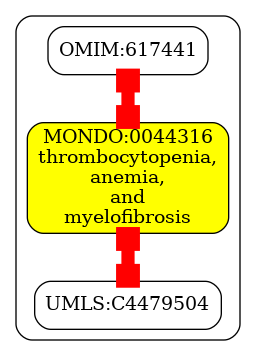 OMIM:617441
MONDO:0044316
thrombocytopenia,
anemia,
and
myelofibrosis
UMLS:C4479504